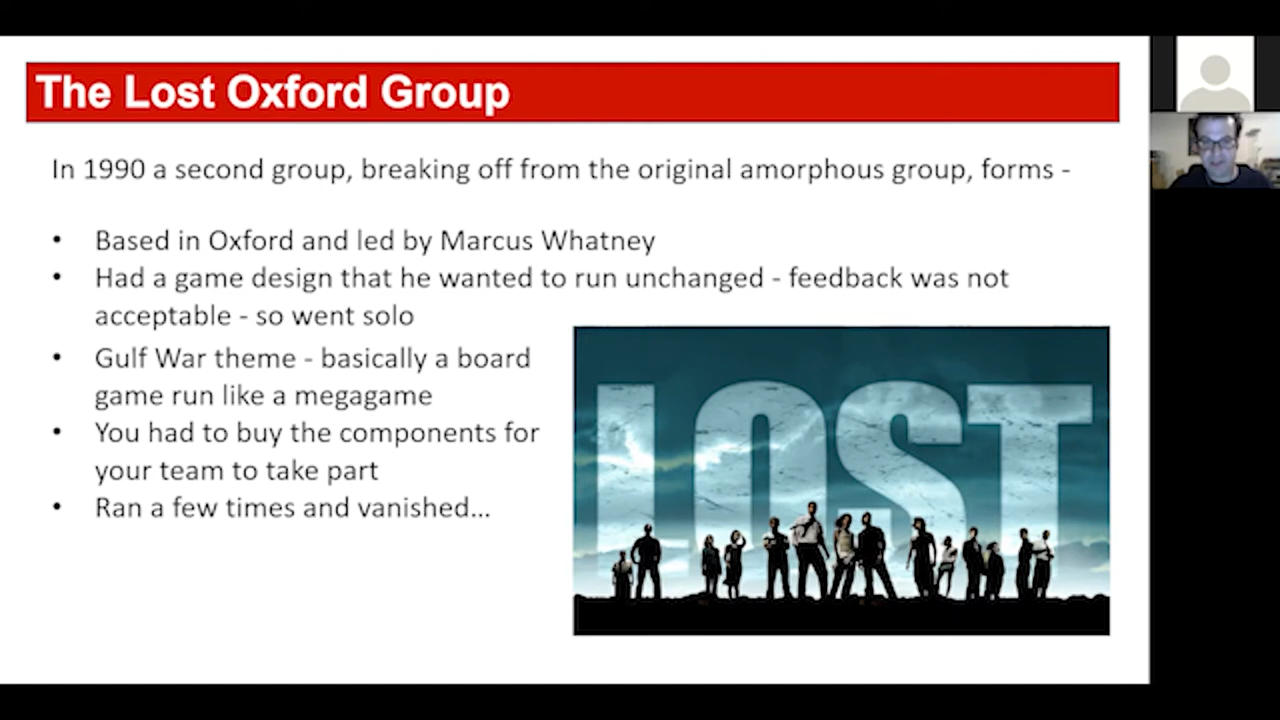 The Lost Oxford Group
In 1990 a second group, breaking off from the original amorphous group, forms -
• Based in Oxford and led by Marcus Whatney
• Had a game design that he wanted to run unchanged - feedback was not
acceptable - so went solo
• Gulf War theme - basically a board
game run like a megagame
• You had to buy the components for
your team to take part
• Ran a few times and vanished...
LOST